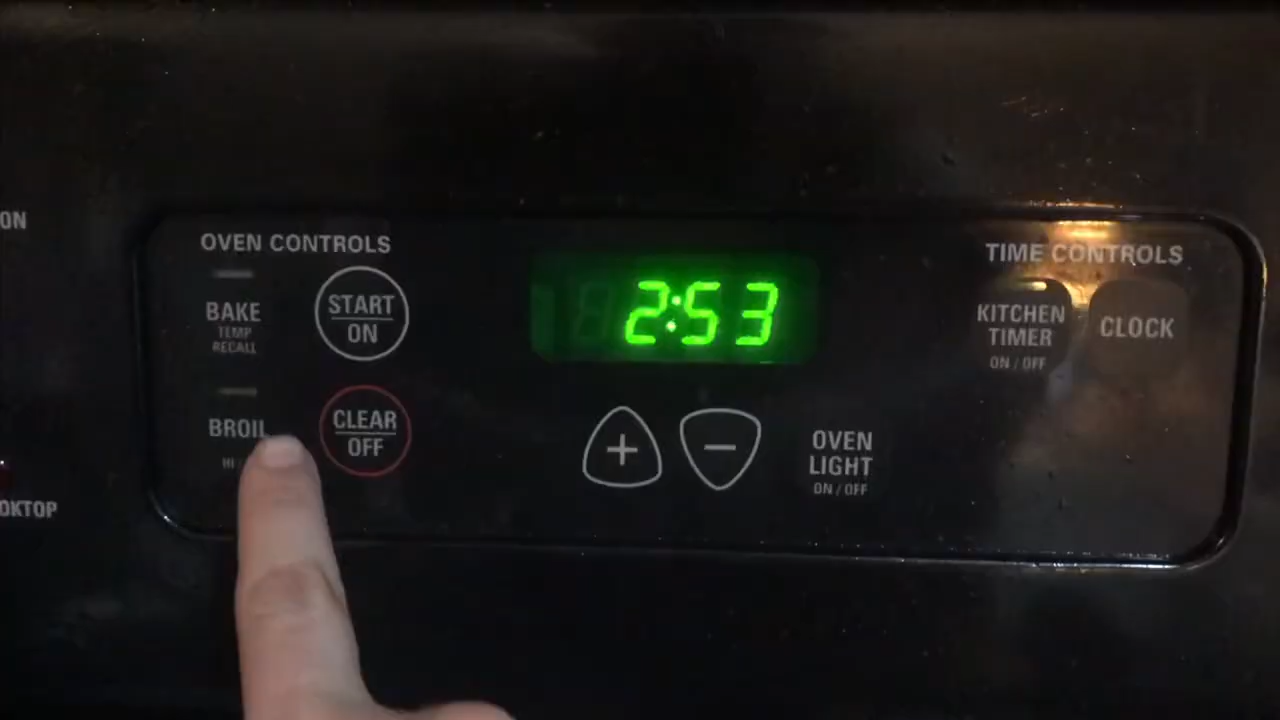 ON
OVEN CONTROLS
BAKE
TEMP
RECALL
START
ON
BROIL
HI
CLEAR
OFF
OKTOP
2:53
+
−
OVEN
LIGHT
ON / OFF
TIME CONTROLS
KITCHEN
TIMER
ON / OFF
CLOCK